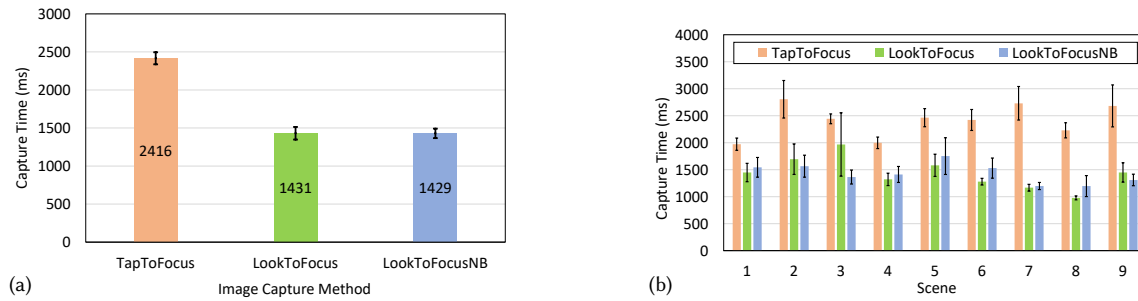 3000
2500
2000
1500
1000
500
0
Capture Time (ms)
2416
1431
1429
TapToFocus LookToFocus LookToFocusNB
Image Capture Method
(a)
4000
3500
3000
2500
2000
1500
1000
500
0
Capture Time (ms)
TapToFocus LookToFocus LookToFocusNB
1 2 3 4 5 6 7 8 9
Scene
(b)